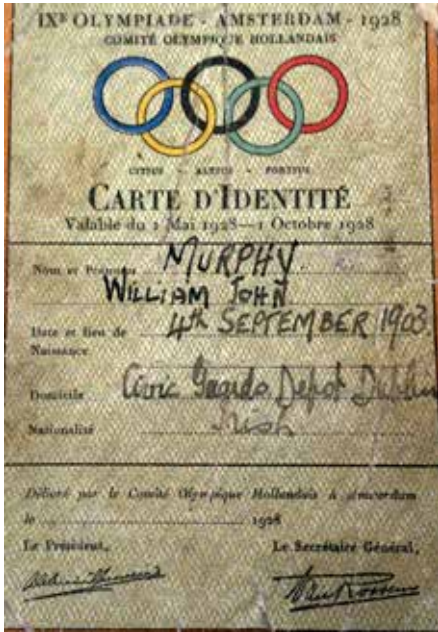 IXE OLYMPIADE - AMSTERDAM - 1928
COMITÉ OLYMPIQUE HOLLANDAIS
CITIUS - ALTIUS - FORTIUS
CARTE D'IDENTITÉ
Valable du 1 Mai 1928—1 Octobre 1928
Nom et Prénoms MURPHY.
WILLIAM JOHN
Date et lieu de 4th SEPTEMBER 1903.
Naissance
Domicile Civic Guards Depot Dublin
Nationalité Irish
Délivré par le Comité Olympique Hollandais à Amsterdam
le 1928
Le Président, Le Secrétaire Général,